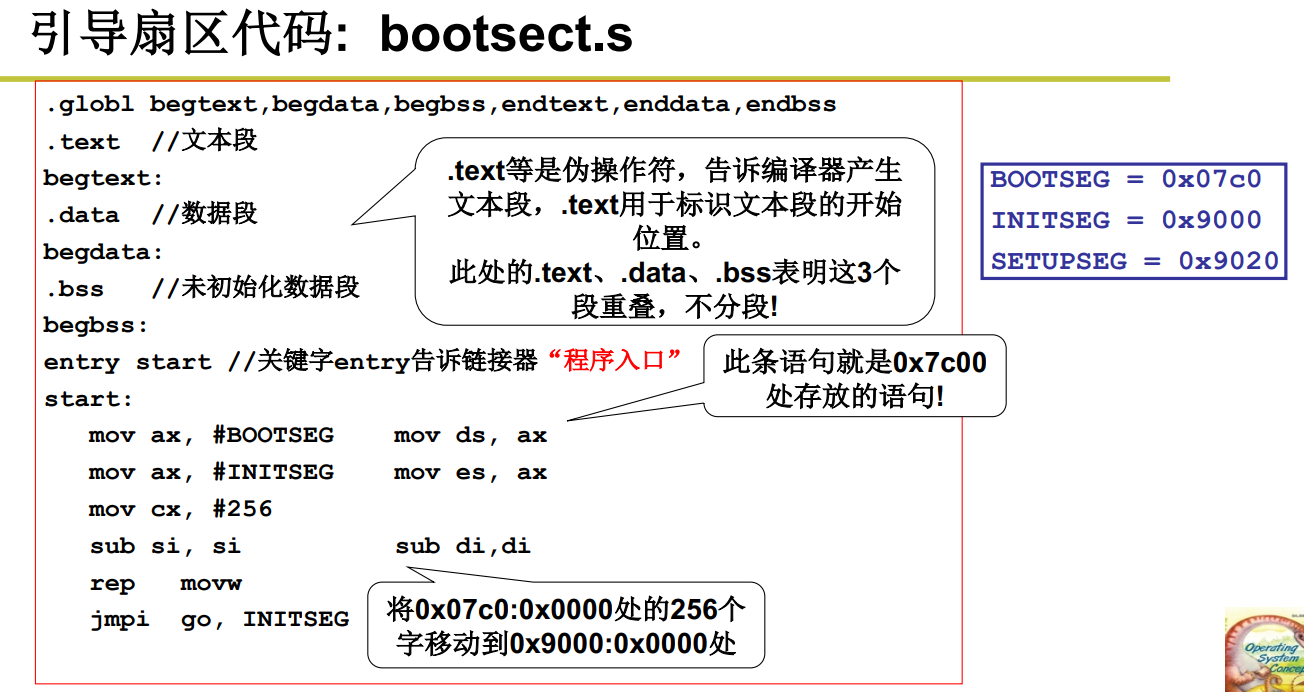 引导扇区代码: bootsect.s
.globl begtext,begdata,begbss,endtext,enddata,endbss
.text //文本段
begtext:
.data //数据段
begdata:
.bss //未初始化数据段
begbss:
entry start //关键字entry告诉链接器“程序入口”
start:
mov ax, #BOOTSEG mov ds, ax
mov ax, #INITSEG mov es, ax
mov cx, #256
sub si, si sub di,di
rep movw
jmpi go, INITSEG
.text等是伪操作符，告诉编译器产生
文本段，.text用于标识文本段的开始
位置。
此处的.text、.data、.bss表明这3个
段重叠，不分段!
此条语句就是0x7c00
处存放的语句!
将0x07c0:0x0000处的256个
字移动到0x9000:0x0000处
BOOTSEG = 0x07c0
INITSEG = 0x9000
SETUPSEG = 0x9020
Operating
System